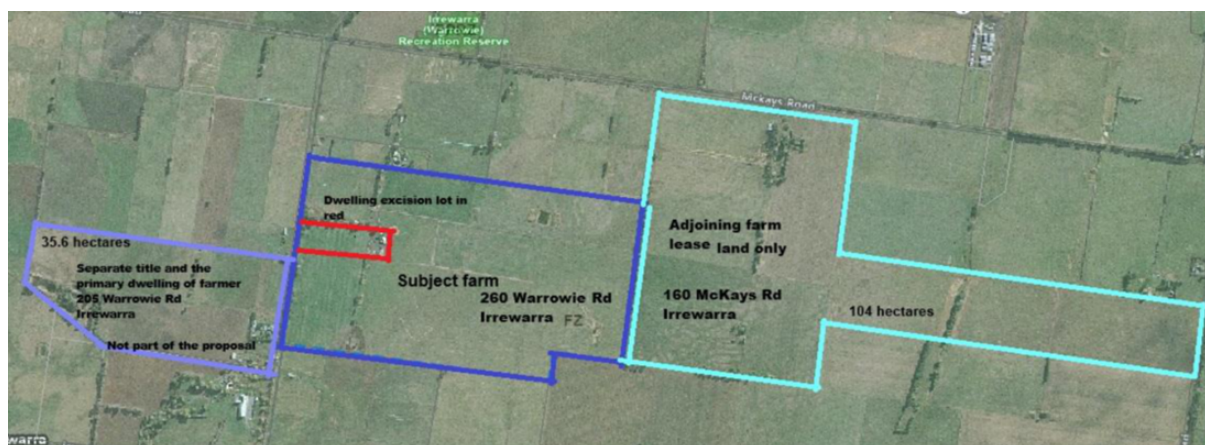 Irrewarra
(Warrowie)
Recreation Reserve
McKays Road
Dwelling excision lot in
red
35.6 hectares
Separate title and the
primary dwelling of farmer
205 Warrowie Rd
Irrewarra
Not part of the proposal
Subject farm
260 Warrowie Rd
Irrewarra FZ
Adjoining farm
lease land only
160 McKays Rd
Irrewarra
104 hectares
warra
Rd